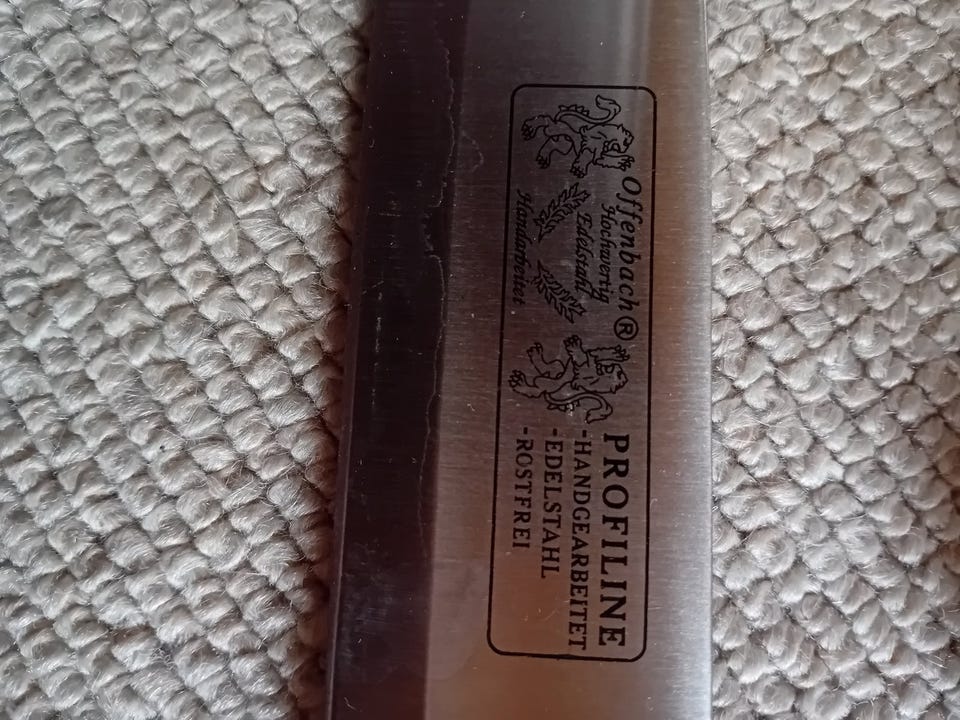 Offenbach®
Hochwertig
Edelstahl
Handarbeitet
PROFILINE
-HANDGEARBEITET
-EDELSTAHL
-ROSTFREI